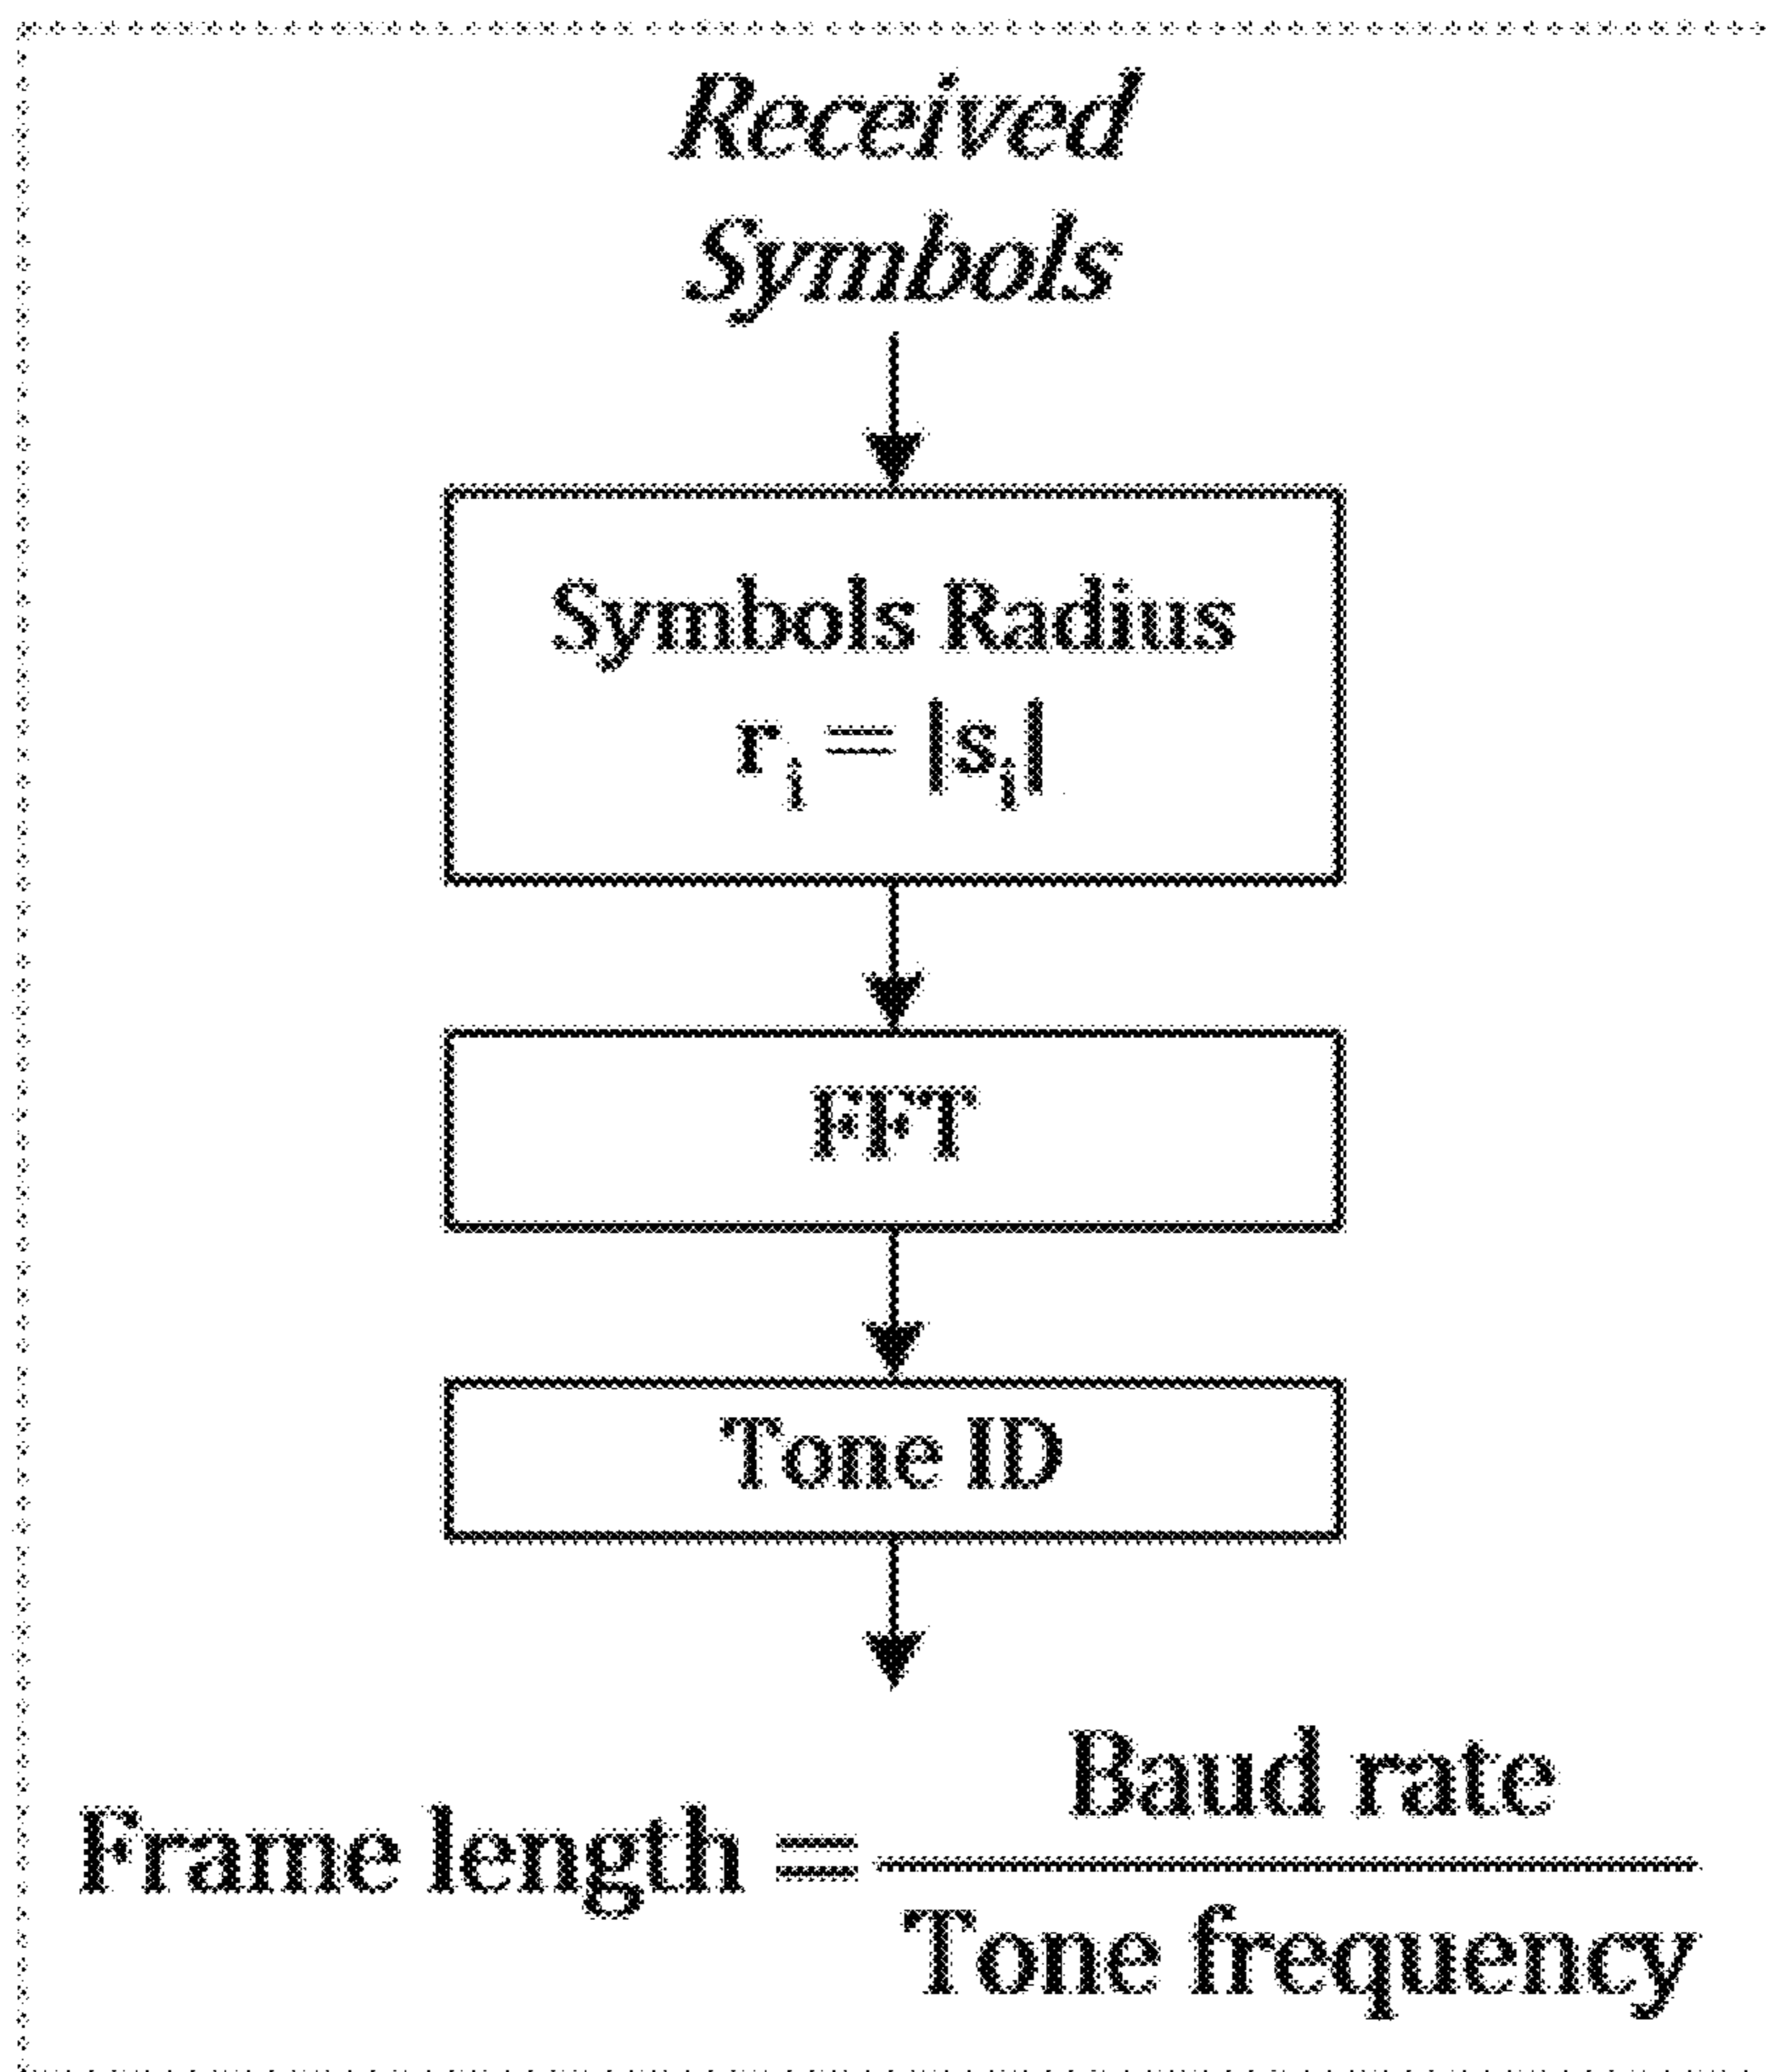 Received
Symbols
Symbols Radius
r_i = |s_i|
FFT
Tone ID
Frame length = Baud rate / Tone frequency